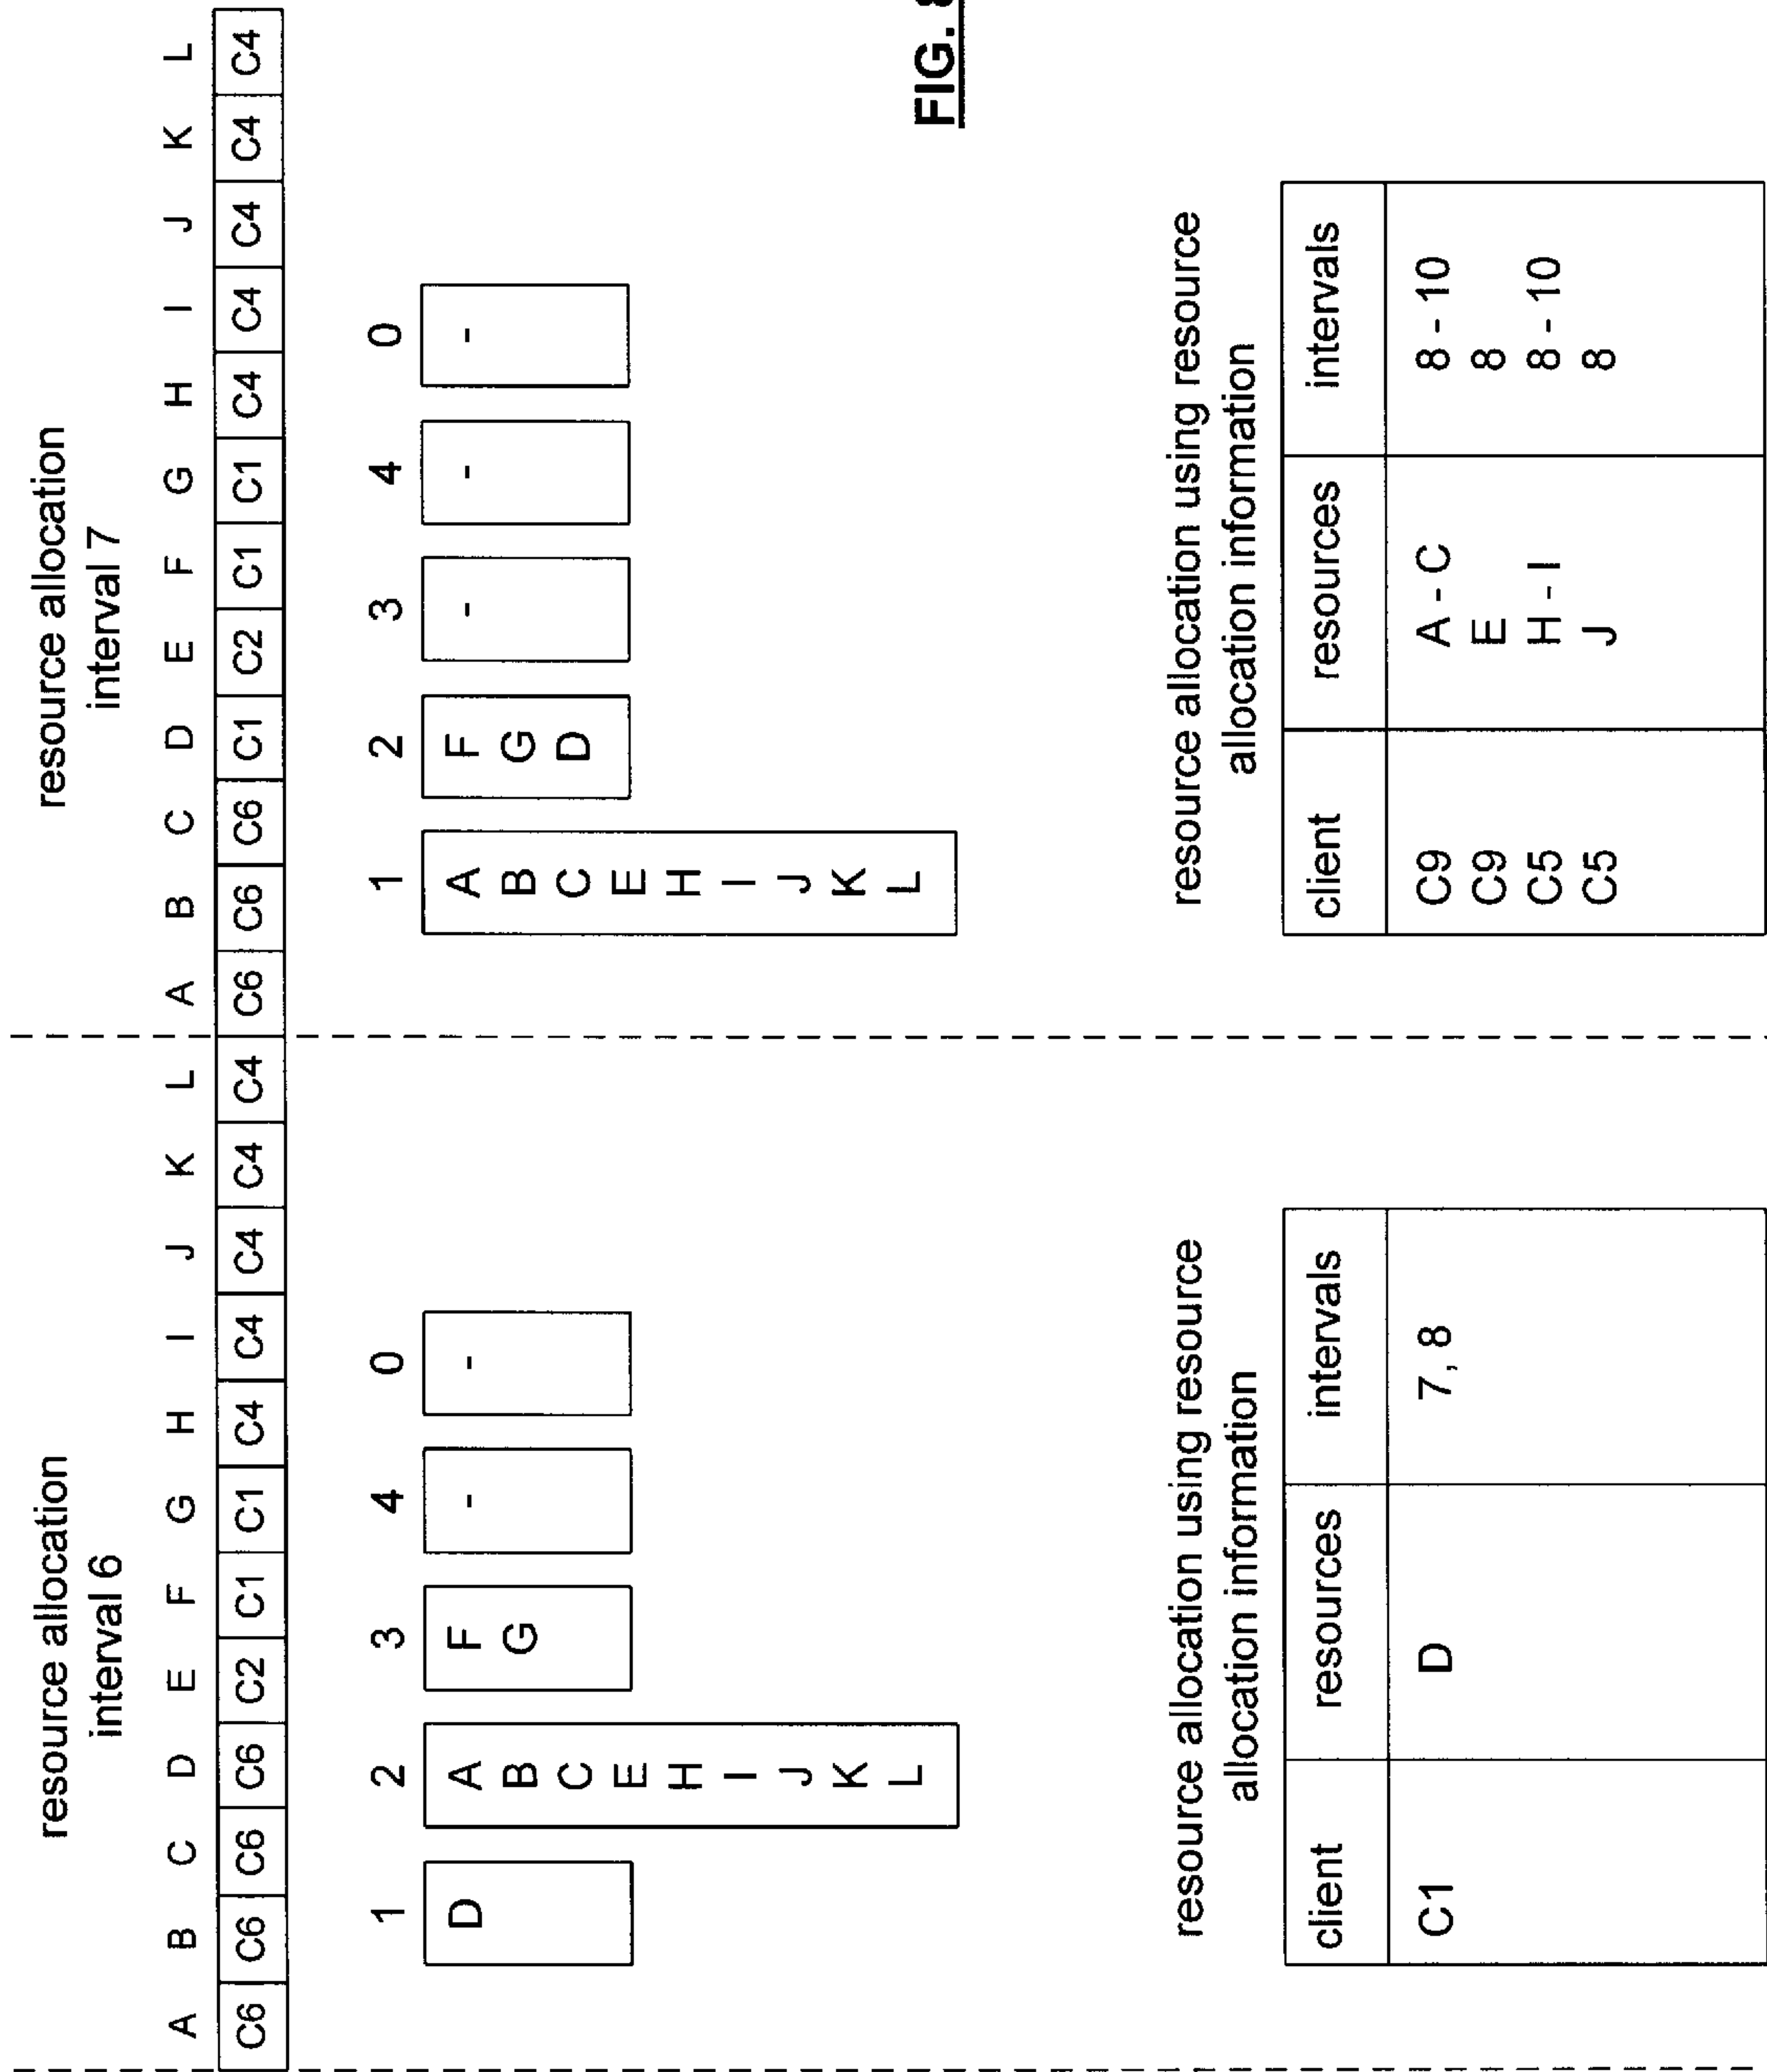 resource allocation
interval 6
A B C D E F G H I J K L
C6 C6 C6 C6 C2 C1 C1 C4 C4 C4 C4 C4
1 2 3 4 0
D
A
B
C
E
H
I
J
K
L
F
G
-
-
resource allocation using resource
allocation information
client resources intervals
C1 D 7, 8
resource allocation
interval 7
A B C D E F G H I J K L
C6 C6 C6 C1 C2 C1 C1 C4 C4 C4 C4 C4
1 2 3 4 0
A
B
C
E
H
I
J
K
L
F
G
D
-
-
-
resource allocation using resource
allocation information
client resources intervals
C9 A - C 8 - 10
C9 E 8
C5 H - I 8 - 10
C5 J 8
FIG. 8